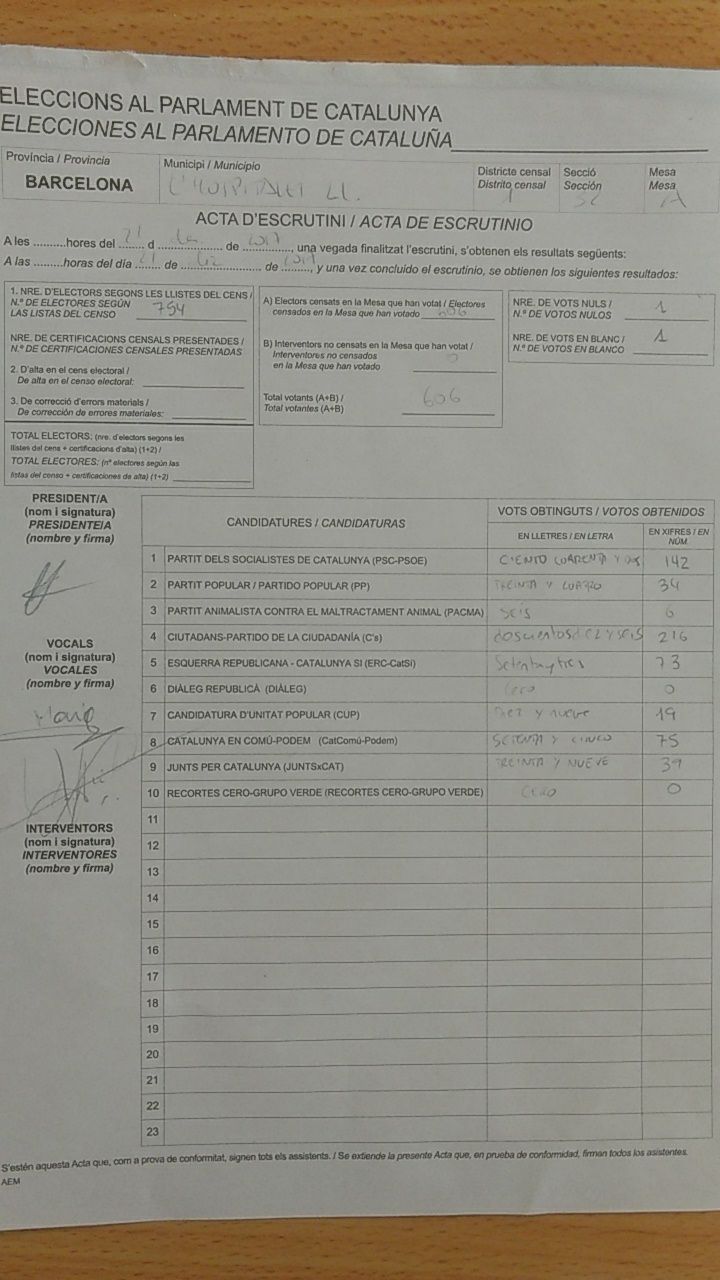 ELECCIONS AL PARLAMENT DE CATALUNYA
ELECCIONES AL PARLAMENTO DE CATALUÑA
Província / Provincia
BARCELONA
Municipi / Municipio
L'HOSPITALET LL.
Districte censal
Distrito censal
1
Secció
Sección
Mesa
Mesa
A
ACTA D'ESCRUTINI / ACTA DE ESCRUTINIO
A les .........hores del 21 d ................ de 2017, una vegada finalitzat l'escrutini, s'obtenen els resultats següents:
A las .........horas del día 21 de ................ de 2017, y una vez concluido el escrutinio, se obtienen los siguientes resultados:
1. NRE. D'ELECTORS SEGONS LES LLISTES DEL CENS /
N.º DE ELECTORES SEGÚN
LAS LISTAS DEL CENSO 754
NRE. DE CERTIFICACIONS CENSALS PRESENTADES /
N.º DE CERTIFICACIONES CENSALES PRESENTADAS
2. D'alta en el cens electoral /
De alta en el censo electoral:
3. De correcció d'errors materials /
De corrección de errores materiales:
TOTAL ELECTORS: (nre. d'electors segons les
llistes del cens + certificacions d'alta) (1+2) /
TOTAL ELECTORES: (nº electores según las
listas del censo + certificaciones de alta) (1+2)
A) Electors censats en la Mesa que han votat / Electores
censados en la Mesa que han votado 606
B) Interventors no censats en la Mesa que han votat /
Interventores no censados
en la Mesa que han votado 0
Total votants (A+B) /
Total votantes (A+B) 606
NRE. DE VOTS NULS /
N.º DE VOTOS NULOS 1
NRE. DE VOTS EN BLANC /
N.º DE VOTOS EN BLANCO 1
PRESIDENT/A
(nom i signatura)
PRESIDENTE/A
(nombre y firma)
VOCALS
(nom i signatura)
VOCALES
(nombre y firma)
INTERVENTORS
(nom i signatura)
INTERVENTORES
(nombre y firma)
CANDIDATURES / CANDIDATURAS
VOTS OBTINGUTS / VOTOS OBTENIDOS
EN LLETRES / EN LETRA
EN XIFRES / EN NÚM.
1 PARTIT DELS SOCIALISTES DE CATALUNYA (PSC-PSOE) CIENTO CUARENTA Y DOS 142
2 PARTIT POPULAR / PARTIDO POPULAR (PP) TREINTA Y CUATRO 34
3 PARTIT ANIMALISTA CONTRA EL MALTRACTAMENT ANIMAL (PACMA) SEIS 6
4 CIUTADANS-PARTIDO DE LA CIUDADANÍA (C's) doscientos diez y seis 216
5 ESQUERRA REPUBLICANA - CATALUNYA SI (ERC-CatSí) Setenta y tres 73
6 DIÀLEG REPUBLICÀ (DIÀLEG) Cero 0
7 CANDIDATURA D'UNITAT POPULAR (CUP) Diez y nueve 19
8 CATALUNYA EN COMÚ-PODEM (CatComú-Podem) SETENTA Y CINCO 75
9 JUNTS PER CATALUNYA (JUNTSxCAT) TREINTA Y NUEVE 39
10 RECORTES CERO-GRUPO VERDE (RECORTES CERO-GRUPO VERDE) CERO 0
11
12
13
14
15
16
17
18
19
20
21
22
23
S'estén aquesta Acta que, com a prova de conformitat, signen tots els assistents. / Se extiende la presente Acta que, en prueba de conformidad, firman todos los asistentes.
AEM